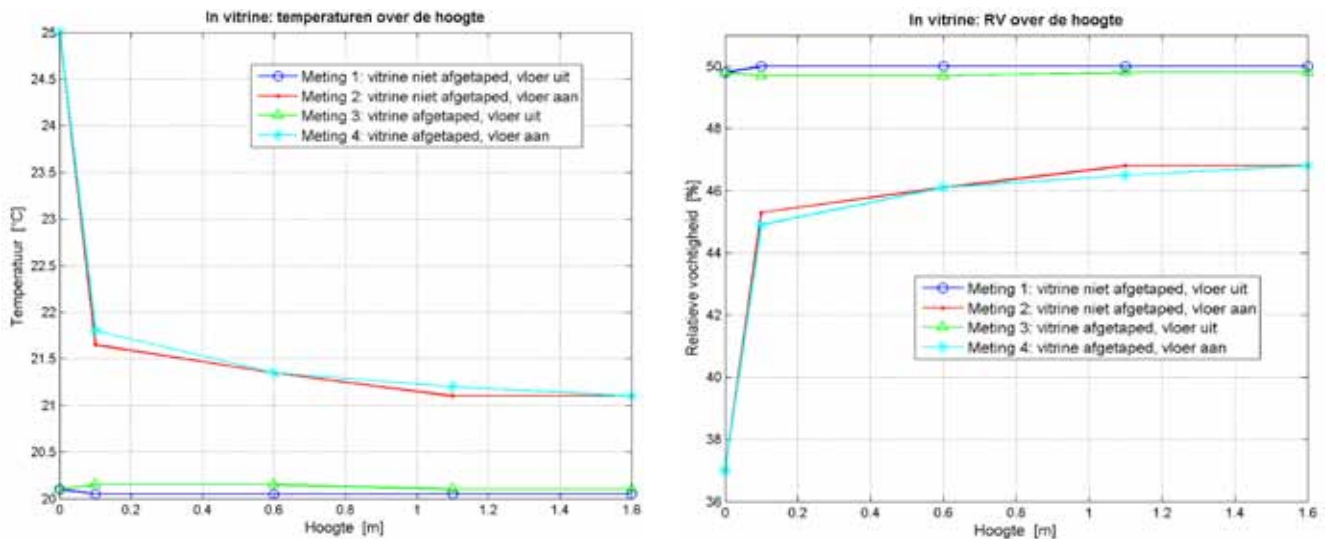 In vitrine: temperaturen over de hoogte
25
24.5
24
23.5
23
22.5
22
21.5
21
20.5
20
Temperatuur [°C]
Meting 1: vitrine niet afgetaped, vloer uit
Meting 2: vitrine niet afgetaped, vloer aan
Meting 3: vitrine afgetaped, vloer uit
Meting 4: vitrine afgetaped, vloer aan
0 0.2 0.4 0.6 0.8 1 1.2 1.4 1.6
Hoogte [m]
In vitrine: RV over de hoogte
50
48
46
44
42
40
38
36
Relatieve vochtigheid [%]
Meting 1: vitrine niet afgetaped, vloer uit
Meting 2: vitrine niet afgetaped, vloer aan
Meting 3: vitrine afgetaped, vloer uit
Meting 4: vitrine afgetaped, vloer aan
0 0.2 0.4 0.6 0.8 1 1.2 1.4 1.6
Hoogte [m]